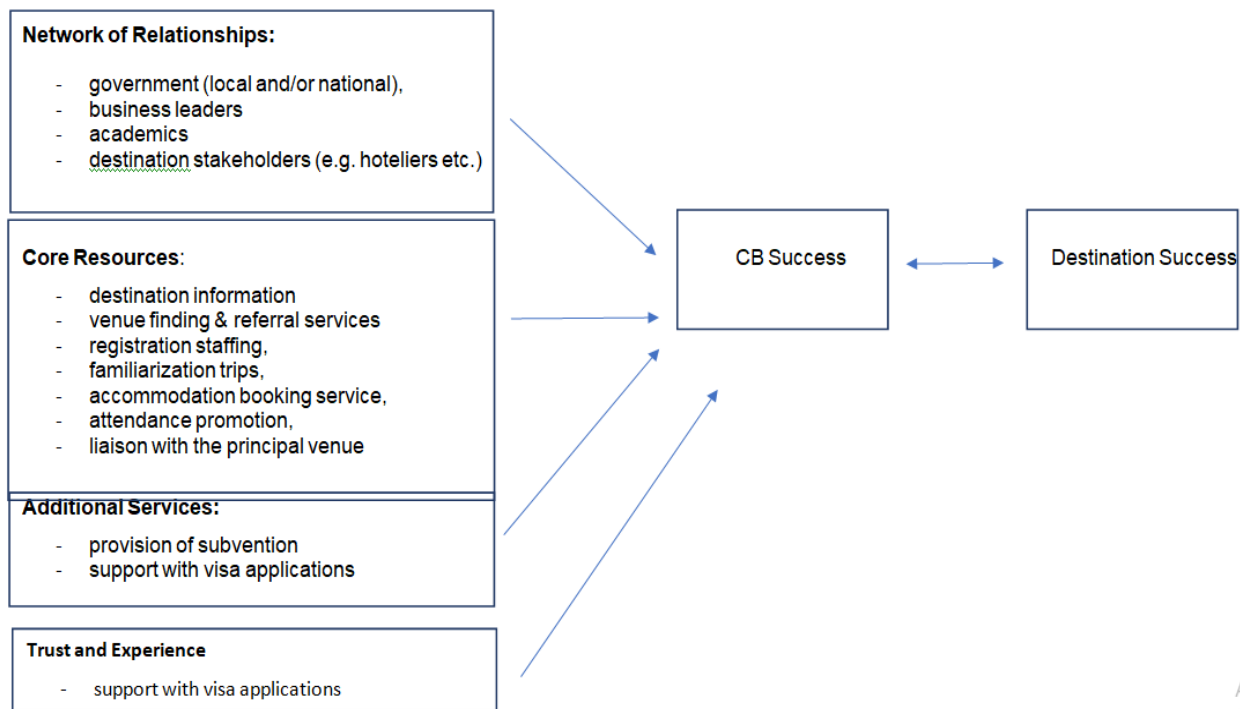 Network of Relationships:
- government (local and/or national),
- business leaders
- academics
- destination stakeholders (e.g. hoteliers etc.)
Core Resources:
- destination information
- venue finding & referral services
- registration staffing,
- familiarization trips,
- accommodation booking service,
- attendance promotion,
- liaison with the principal venue
Additional Services:
- provision of subvention
- support with visa applications
Trust and Experience
- support with visa applications
CB Success
Destination Success